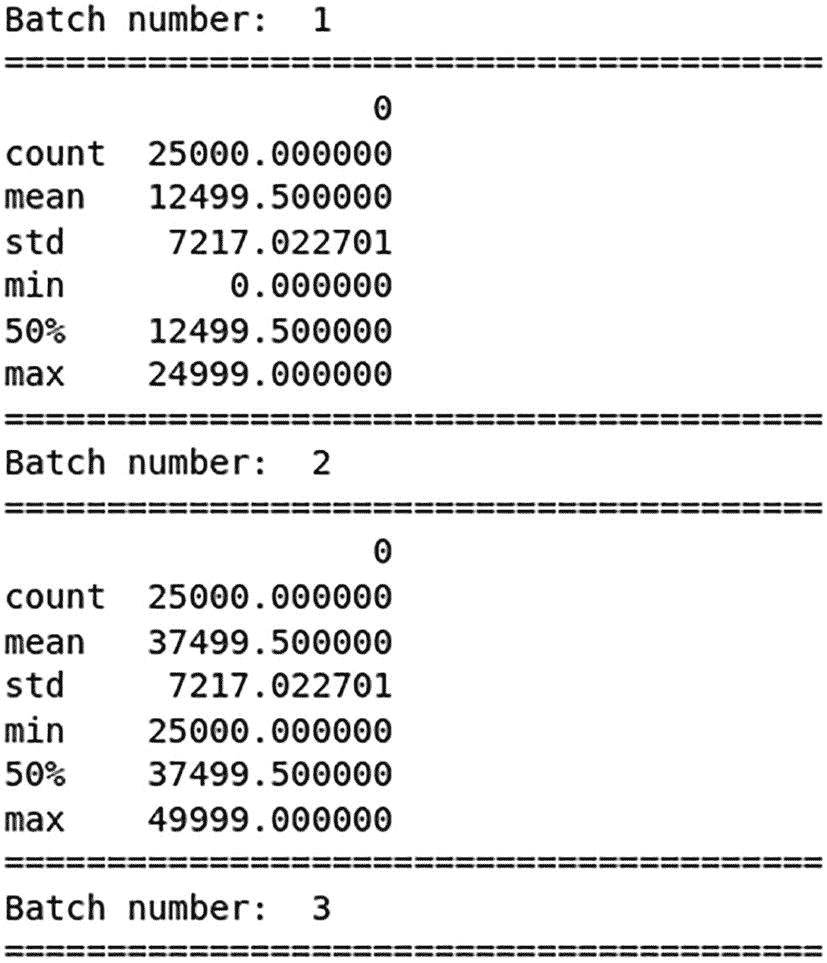 Batch number:  1
========================================
                  0
count  25000.000000
mean   12499.500000
std     7217.022701
min        0.000000
50%    12499.500000
max    24999.000000
========================================
Batch number:  2
========================================
                  0
count  25000.000000
mean   37499.500000
std     7217.022701
min    25000.000000
50%    37499.500000
max    49999.000000
========================================
Batch number:  3
========================================